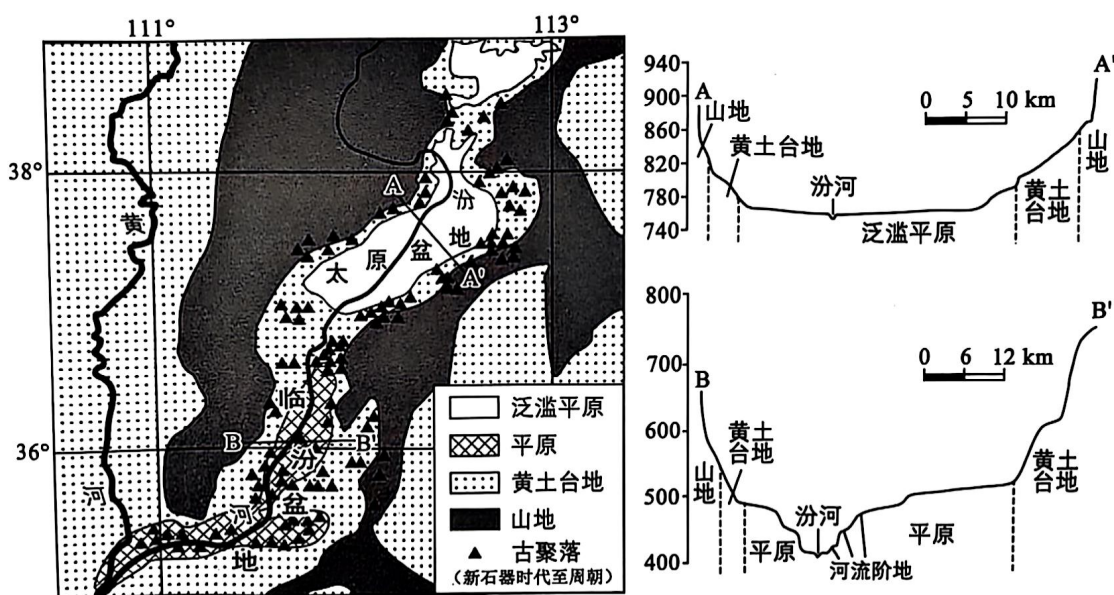 111°
113°
38°
36°
黄
河
A
A'
汾
河
太原盆地
B
B'
临
汾
盆
地
泛滥平原
平原
黄土台地
山地
古聚落
(新石器时代至周朝)
940
900
860
820
780
740
A
A'
0 5 10 km
山地
黄土台地
汾河
泛滥平原
黄土台地
山地
800
700
600
500
400
B
B'
0 6 12 km
山地
黄土台地
平原
汾河
河流阶地
平原
黄土台地